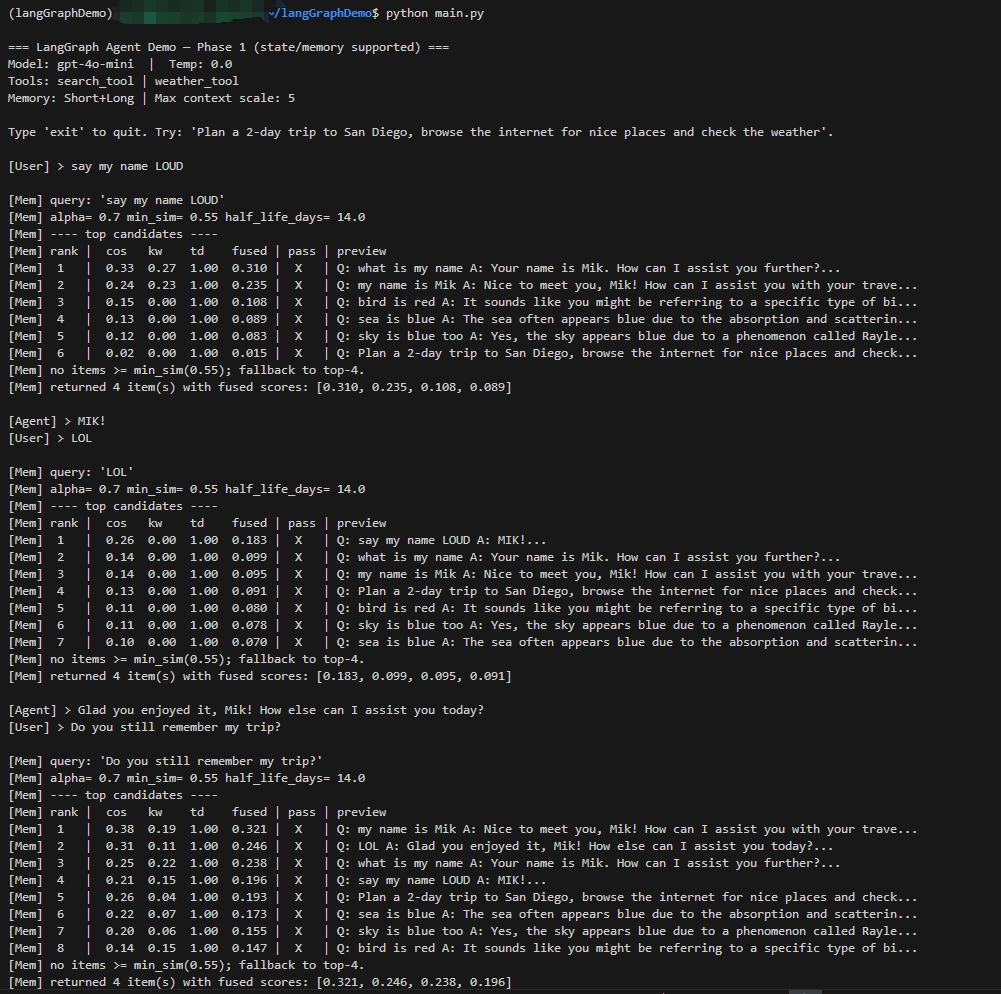 (langGraphDemo) ~/langGraphDemo$ python main.py
=== LangGraph Agent Demo — Phase 1 (state/memory supported) ===
Model: gpt-4o-mini | Temp: 0.0
Tools: search_tool | weather_tool
Memory: Short+Long | Max context scale: 5
Type 'exit' to quit. Try: 'Plan a 2-day trip to San Diego, browse the internet for nice places and check the weather'.
[User] > say my name LOUD
[Mem] query: 'say my name LOUD'
[Mem] alpha= 0.7 min_sim= 0.55 half_life_days= 14.0
[Mem] ---- top candidates ----
[Mem] rank | cos kw td fused | pass | preview
[Mem] 1 | 0.33 0.27 1.00 0.310 | X | Q: what is my name A: Your name is Mik. How can I assist you further?...
[Mem] 2 | 0.24 0.23 1.00 0.235 | X | Q: my name is Mik A: Nice to meet you, Mik! How can I assist you with your trave...
[Mem] 3 | 0.15 0.00 1.00 0.108 | X | Q: bird is red A: It sounds like you might be referring to a specific type of bi...
[Mem] 4 | 0.13 0.00 1.00 0.089 | X | Q: sea is blue A: The sea often appears blue due to the absorption and scatterin...
[Mem] 5 | 0.12 0.00 1.00 0.083 | X | Q: sky is blue too A: Yes, the sky appears blue due to a phenomenon called Rayle...
[Mem] 6 | 0.02 0.00 1.00 0.015 | X | Q: Plan a 2-day trip to San Diego, browse the internet for nice places and check...
[Mem] no items >= min_sim(0.55); fallback to top-4.
[Mem] returned 4 item(s) with fused scores: [0.310, 0.235, 0.108, 0.089]
[Agent] > MIK!
[User] > LOL
[Mem] query: 'LOL'
[Mem] alpha= 0.7 min_sim= 0.55 half_life_days= 14.0
[Mem] ---- top candidates ----
[Mem] rank | cos kw td fused | pass | preview
[Mem] 1 | 0.26 0.00 1.00 0.183 | X | Q: say my name LOUD A: MIK!...
[Mem] 2 | 0.14 0.00 1.00 0.099 | X | Q: what is my name A: Your name is Mik. How can I assist you further?...
[Mem] 3 | 0.14 0.00 1.00 0.095 | X | Q: my name is Mik A: Nice to meet you, Mik! How can I assist you with your trave...
[Mem] 4 | 0.13 0.00 1.00 0.091 | X | Q: Plan a 2-day trip to San Diego, browse the internet for nice places and check...
[Mem] 5 | 0.11 0.00 1.00 0.080 | X | Q: bird is red A: It sounds like you might be referring to a specific type of bi...
[Mem] 6 | 0.11 0.00 1.00 0.078 | X | Q: sky is blue too A: Yes, the sky appears blue due to a phenomenon called Rayle...
[Mem] 7 | 0.10 0.00 1.00 0.070 | X | Q: sea is blue A: The sea often appears blue due to the absorption and scatterin...
[Mem] no items >= min_sim(0.55); fallback to top-4.
[Mem] returned 4 item(s) with fused scores: [0.183, 0.099, 0.095, 0.091]
[Agent] > Glad you enjoyed it, Mik! How else can I assist you today?
[User] > Do you still remember my trip?
[Mem] query: 'Do you still remember my trip?'
[Mem] alpha= 0.7 min_sim= 0.55 half_life_days= 14.0
[Mem] ---- top candidates ----
[Mem] rank | cos kw td fused | pass | preview
[Mem] 1 | 0.38 0.19 1.00 0.321 | X | Q: my name is Mik A: Nice to meet you, Mik! How can I assist you with your trave...
[Mem] 2 | 0.31 0.11 1.00 0.246 | X | Q: LOL A: Glad you enjoyed it, Mik! How else can I assist you today?...
[Mem] 3 | 0.25 0.22 1.00 0.238 | X | Q: what is my name A: Your name is Mik. How can I assist you further?...
[Mem] 4 | 0.21 0.15 1.00 0.196 | X | Q: say my name LOUD A: MIK!...
[Mem] 5 | 0.26 0.04 1.00 0.193 | X | Q: Plan a 2-day trip to San Diego, browse the internet for nice places and check...
[Mem] 6 | 0.22 0.07 1.00 0.173 | X | Q: sea is blue A: The sea often appears blue due to the absorption and scatterin...
[Mem] 7 | 0.20 0.06 1.00 0.155 | X | Q: sky is blue too A: Yes, the sky appears blue due to a phenomenon called Rayle...
[Mem] 8 | 0.14 0.15 1.00 0.147 | X | Q: bird is red A: It sounds like you might be referring to a specific type of bi...
[Mem] no items >= min_sim(0.55); fallback to top-4.
[Mem] returned 4 item(s) with fused scores: [0.321, 0.246, 0.238, 0.196]